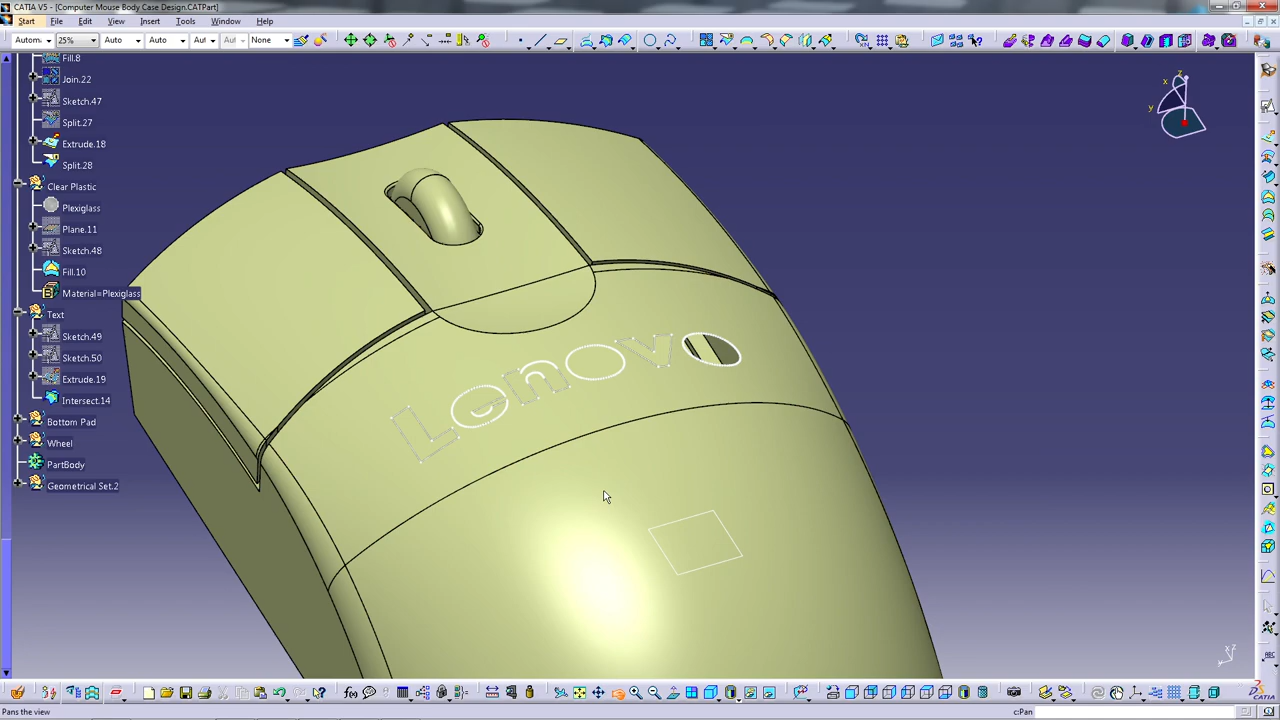 CATIA V5 - [Computer Mouse Body Case Design.CATPart]
Start File Edit View Insert Tools Window Help
Autom 25% Auto Auto Aut Aut None
Fill.8
Join.22
Sketch.47
Split.27
Extrude.18
Split.28
Clear Plastic
Plexiglass
Plane.11
Sketch.48
Fill.10
Material=Plexiglass
Text
Sketch.49
Sketch.50
Extrude.19
Intersect.14
Bottom Pad
Wheel
PartBody
Geometrical Set.2
Lenovo
x z
y
f(x)
ABC
CATIA
Pans the view c:Pan